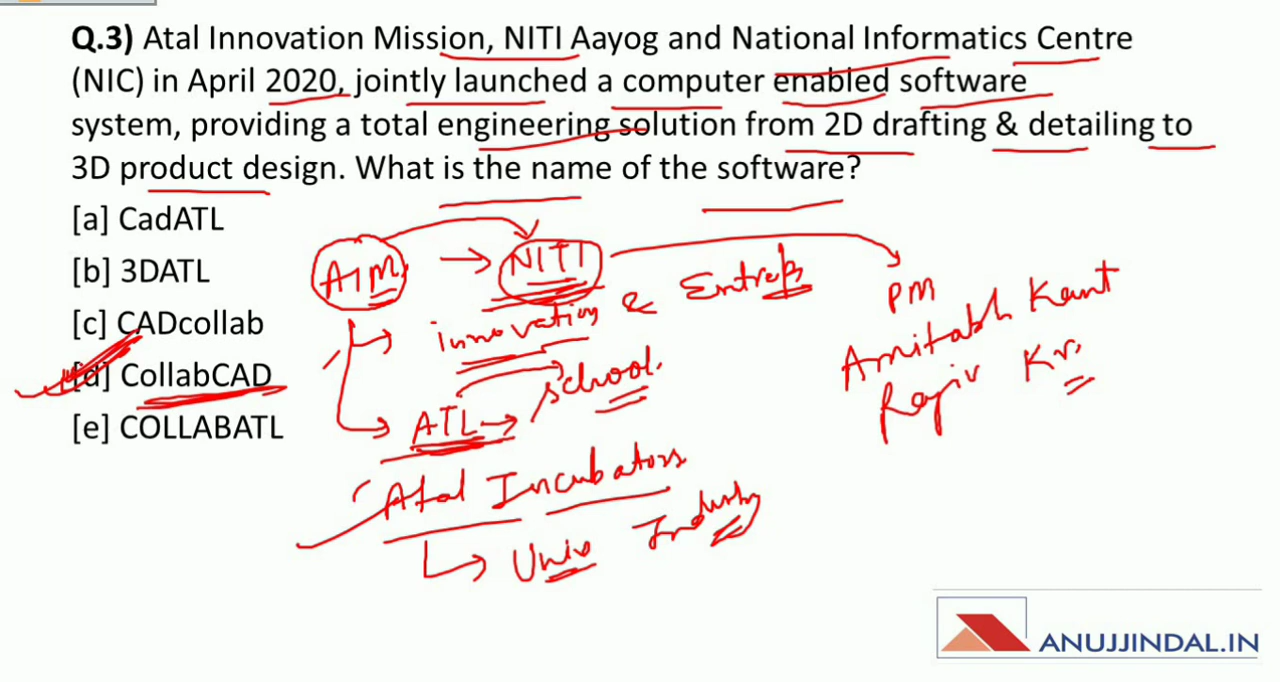 Q.3) Atal Innovation Mission, NITI Aayog and National Informatics Centre
(NIC) in April 2020, jointly launched a computer enabled software
system, providing a total engineering solution from 2D drafting & detailing to
3D product design. What is the name of the software?
[a] CadATL
[b] 3DATL
[c] CADcollab
[d] CollabCAD
[e] COLLABATL
AIM → NITI
innovation & Entrep
PM
Amitabh Kant
Rajiv Kr.
ATL → School.
Atal Incubators
Univ Industry
ANUJJINDAL.IN